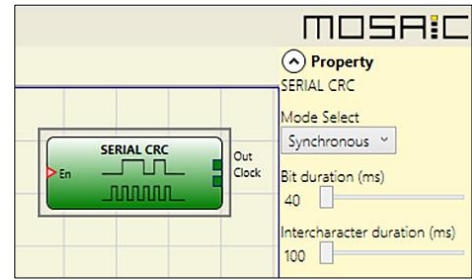 MOSAiC
Property
SERIAL CRC
Mode Select
Synchronous
Bit duration (ms)
40
Intercharacter duration (ms)
100
SERIAL CRC
En
Out
Clock